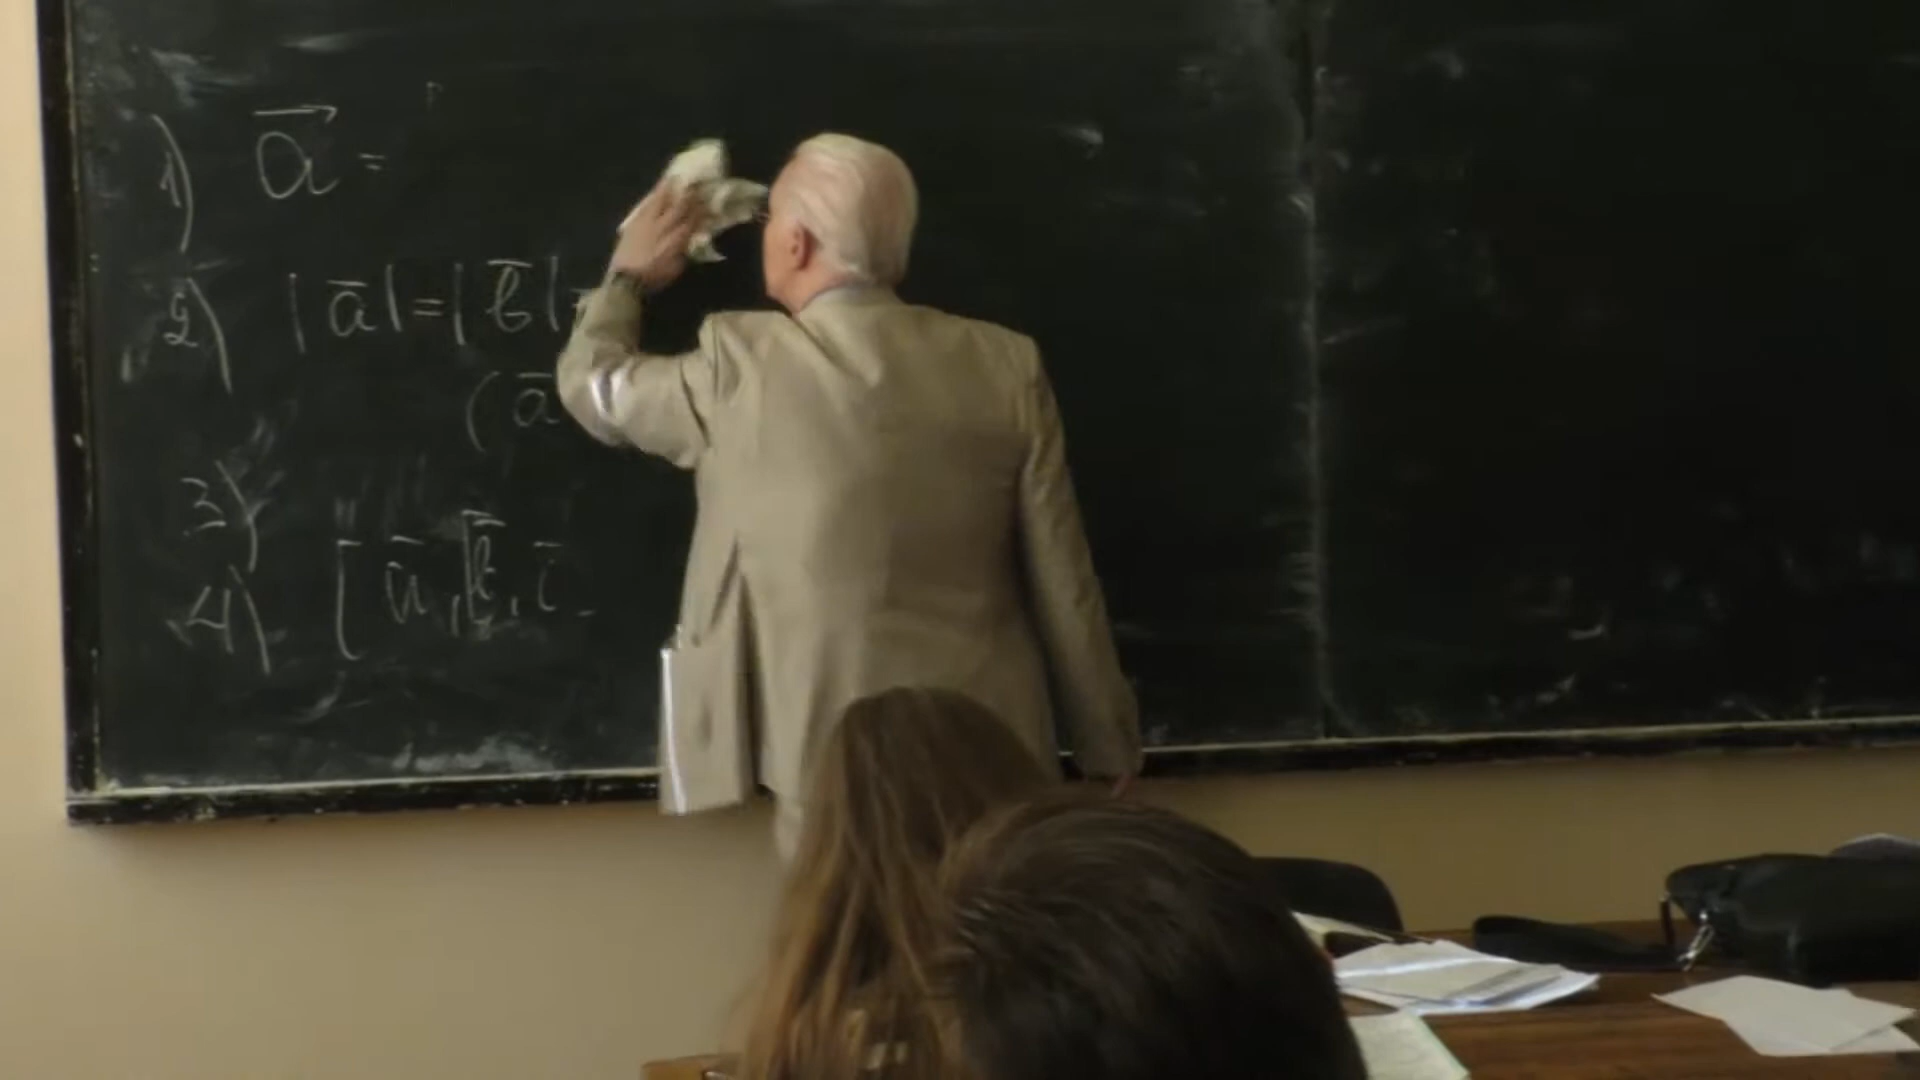 1) a⃗ =
2) |a̅| = |b̅| =
(a̅
3)
4) [a̅, b̅, c̅